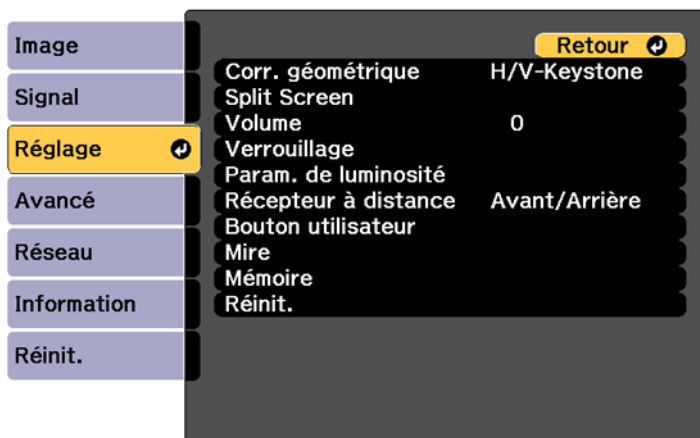 Image
Signal
Réglage
Avancé
Réseau
Information
Réinit.
Retour
Corr. géométrique H/V-Keystone
Split Screen
Volume 0
Verrouillage
Param. de luminosité
Récepteur à distance Avant/Arrière
Bouton utilisateur
Mire
Mémoire
Réinit.